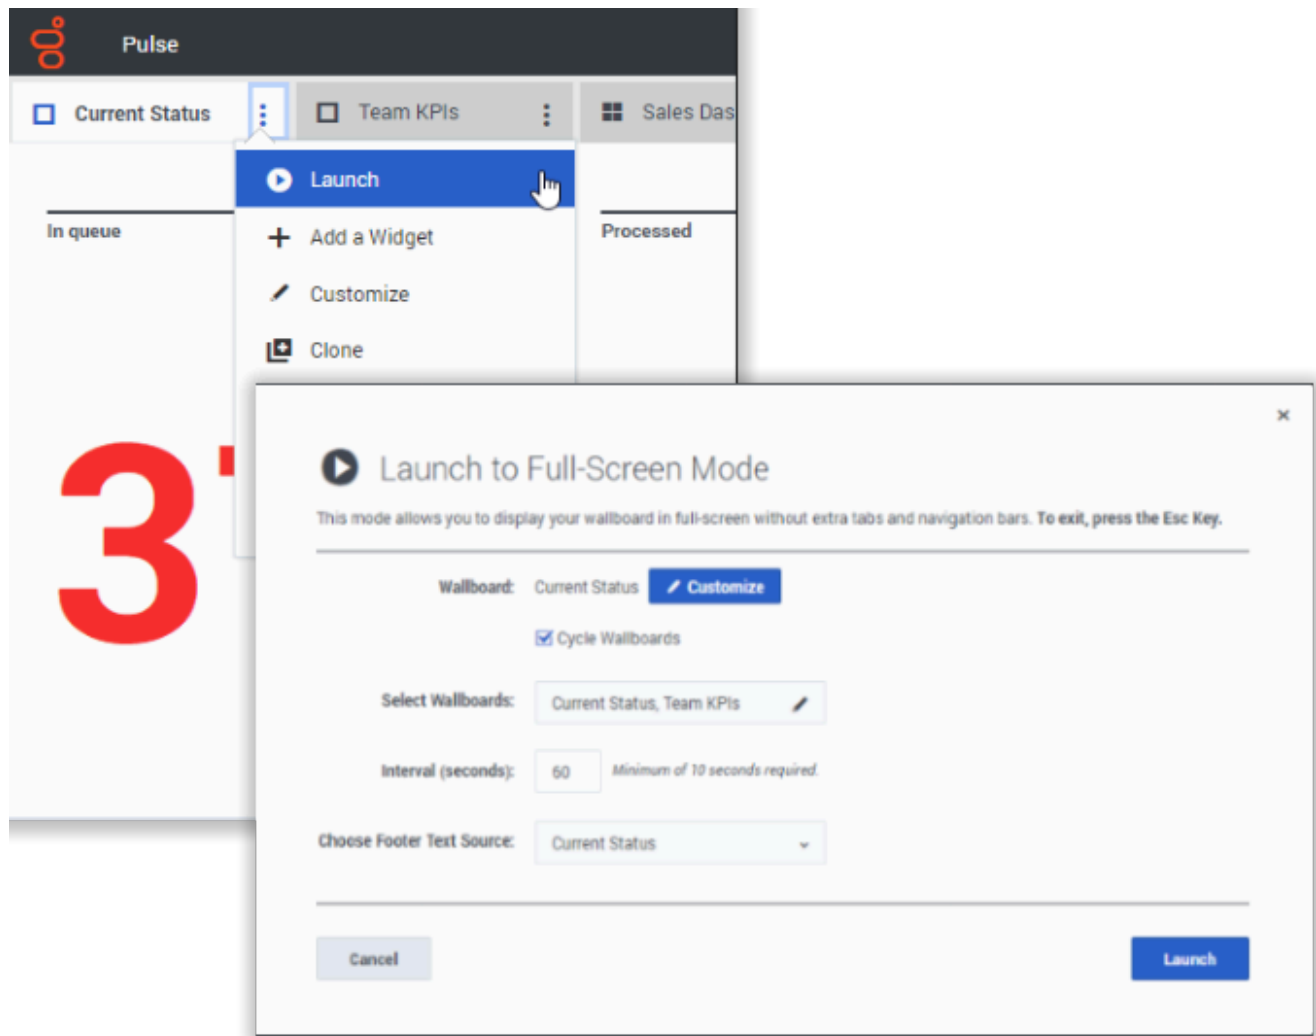 Pulse
Current Status
Team KPIs
Sales Das
Launch
In queue
Processed
Add a Widget
Customize
Clone
3
Launch to Full-Screen Mode
This mode allows you to display your wallboard in full-screen without extra tabs and navigation bars. To exit, press the Esc Key.
Wallboard: Current Status Customize
Cycle Wallboards
Select Wallboards: Current Status, Team KPIs
Interval (seconds): 60 Minimum of 10 seconds required.
Choose Footer Text Source: Current Status
Cancel Launch